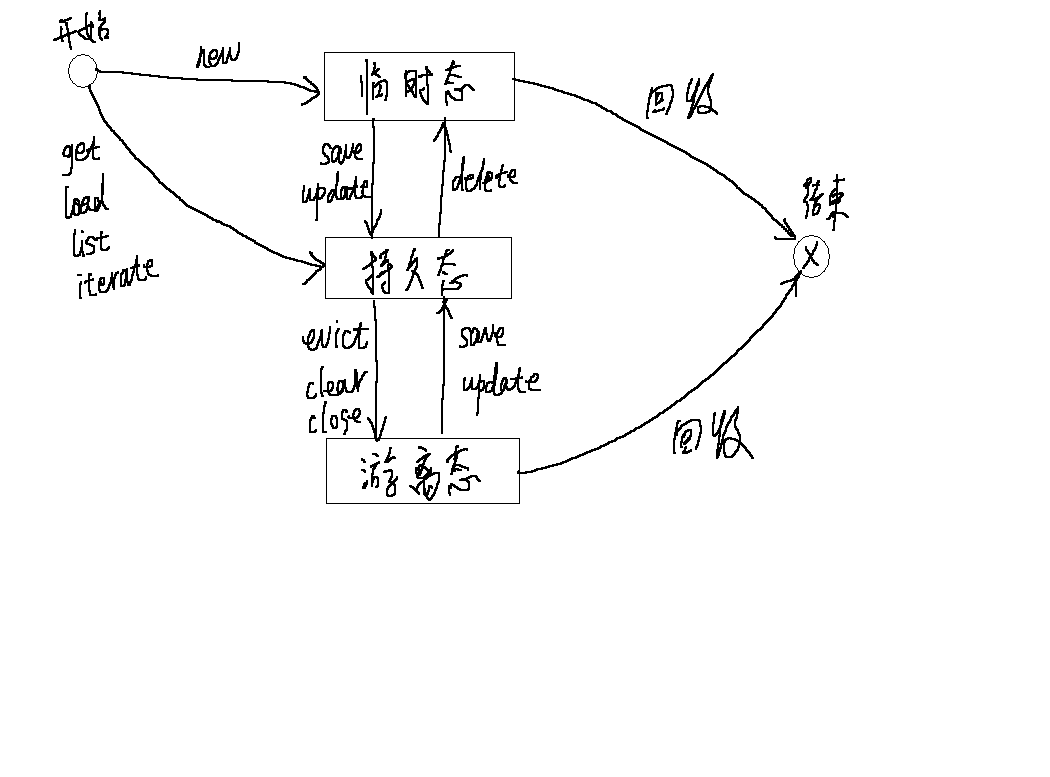 开始
new
临时态
回收
get
load
list
iterate
save
update
delete
结束
持久态
evict
clear
close
save
update
游离态
回收